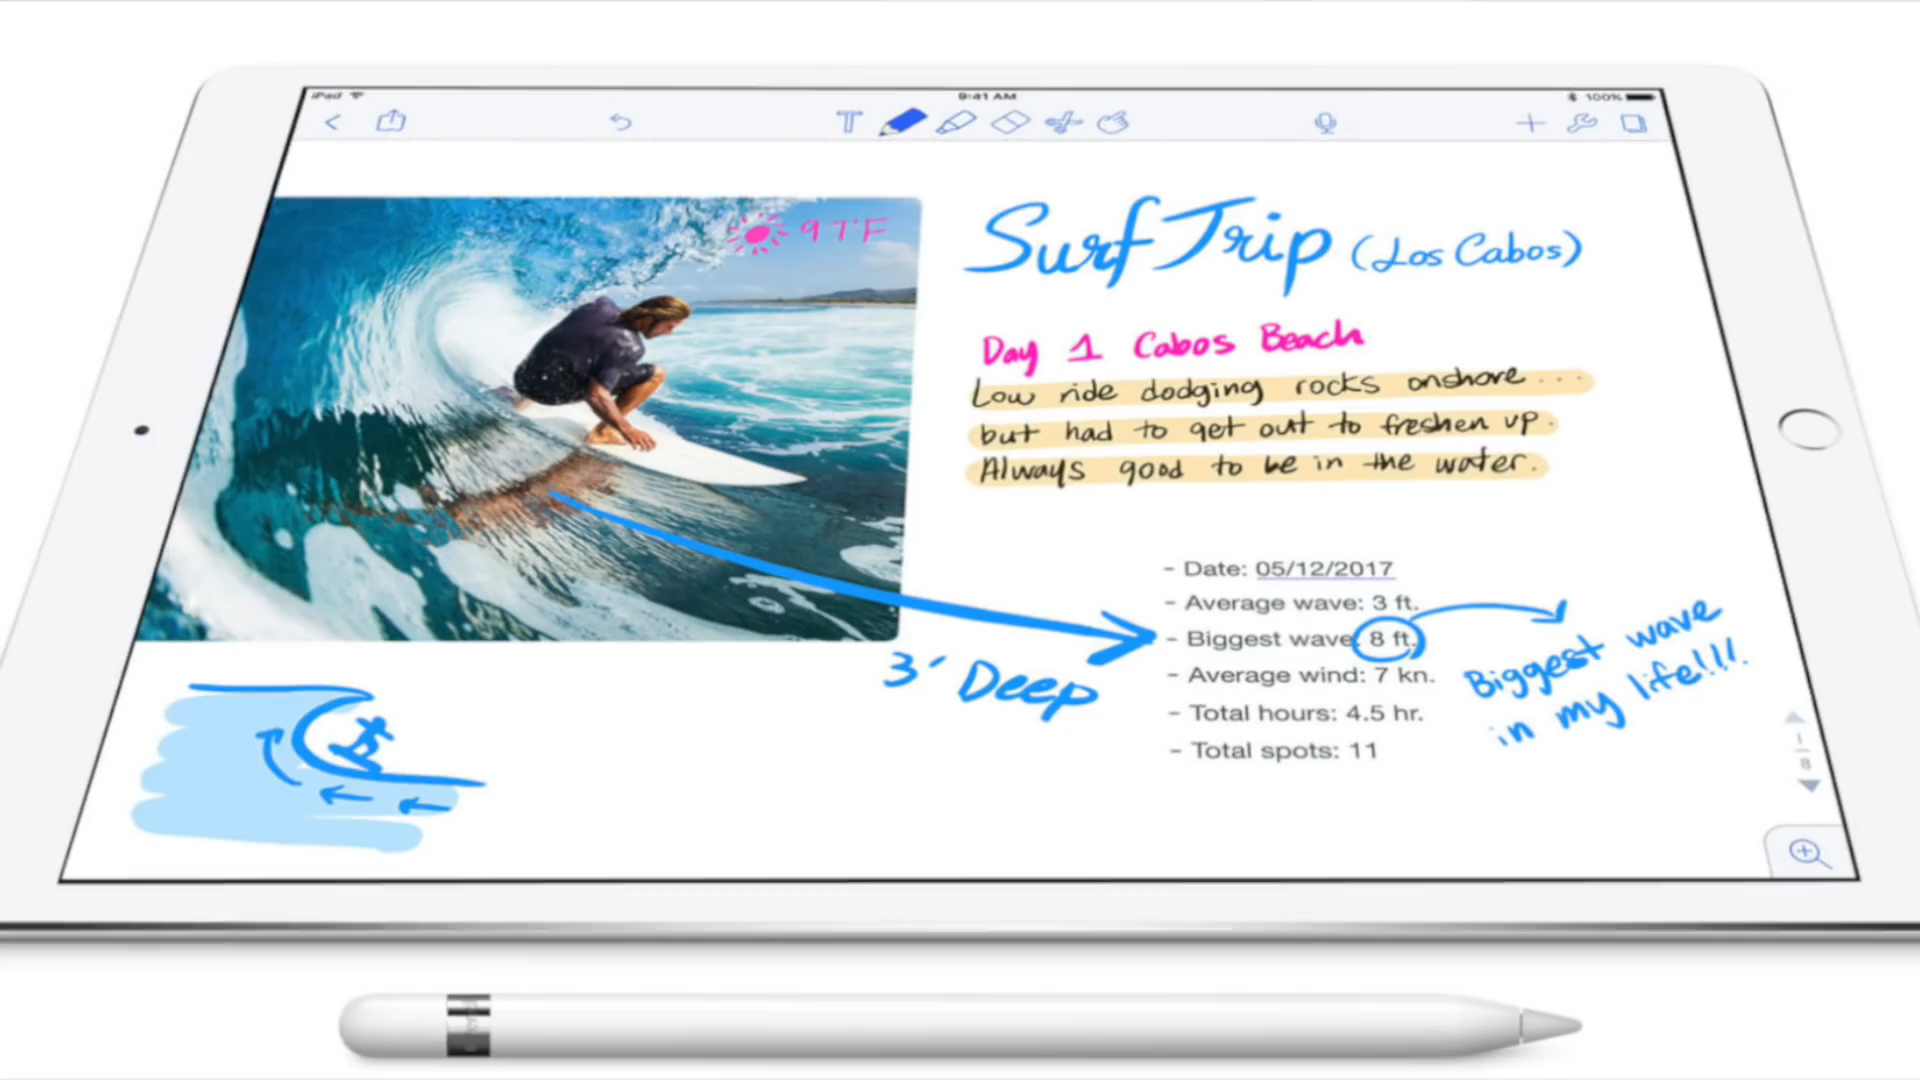 iPad
9:41 AM
100%
97°F
Surf Trip (Los Cabos)
Day 1 Cabos Beach
Low ride dodging rocks onshore...
but had to get out to freshen up.
Always good to be in the water.
- Date: 05/12/2017
- Average wave: 3 ft.
- Biggest wave: 8 ft.
- Average wind: 7 kn.
- Total hours: 4.5 hr.
- Total spots: 11
3' Deep
Biggest wave
in my life!!!!
1
8